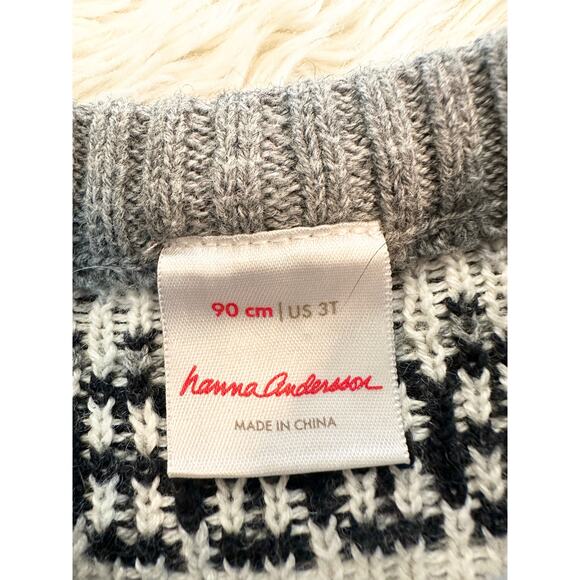 90 cm | US 3T
hanna andersson
MADE IN CHINA